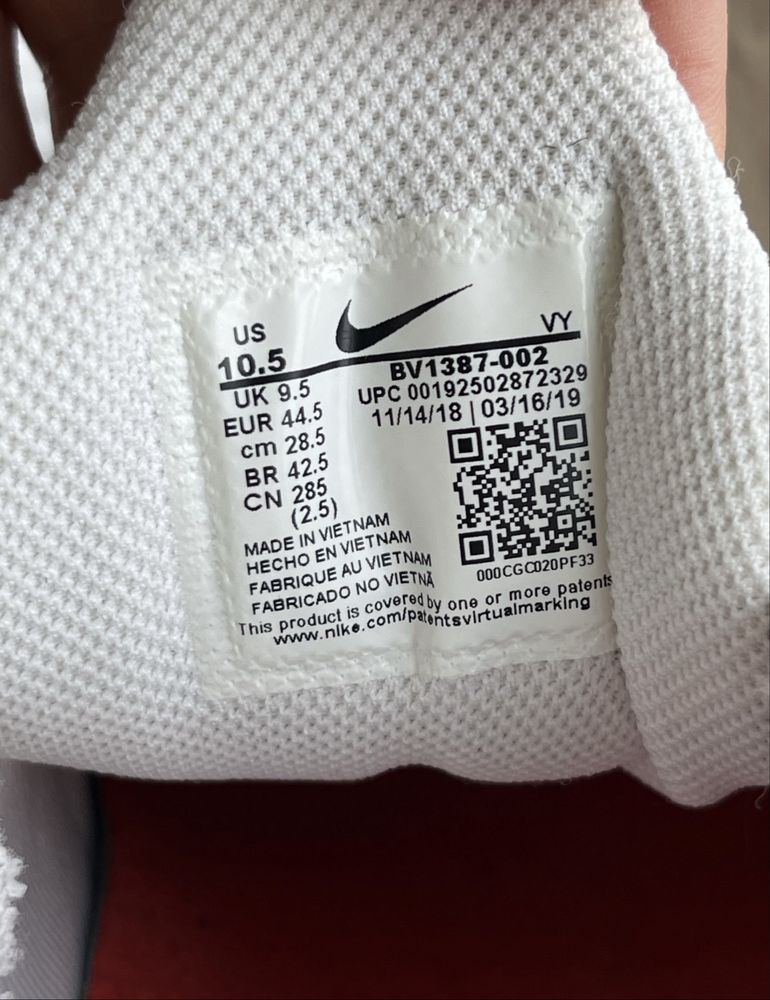 US
VY
10.5
BV1387-002
UK 9.5
UPC 00192502872329
EUR 44.5
11/14/18 | 03/16/19
cm 28.5
BR 42.5
CN 285
(2.5)
MADE IN VIETNAM
HECHO EN VIETNAM
FABRIQUE AU VIETNAM
FABRICADO NO VIETNÃ
000CGC020PF33
This product is covered by one or more patents
www.nike.com/patentsvirtualmarking